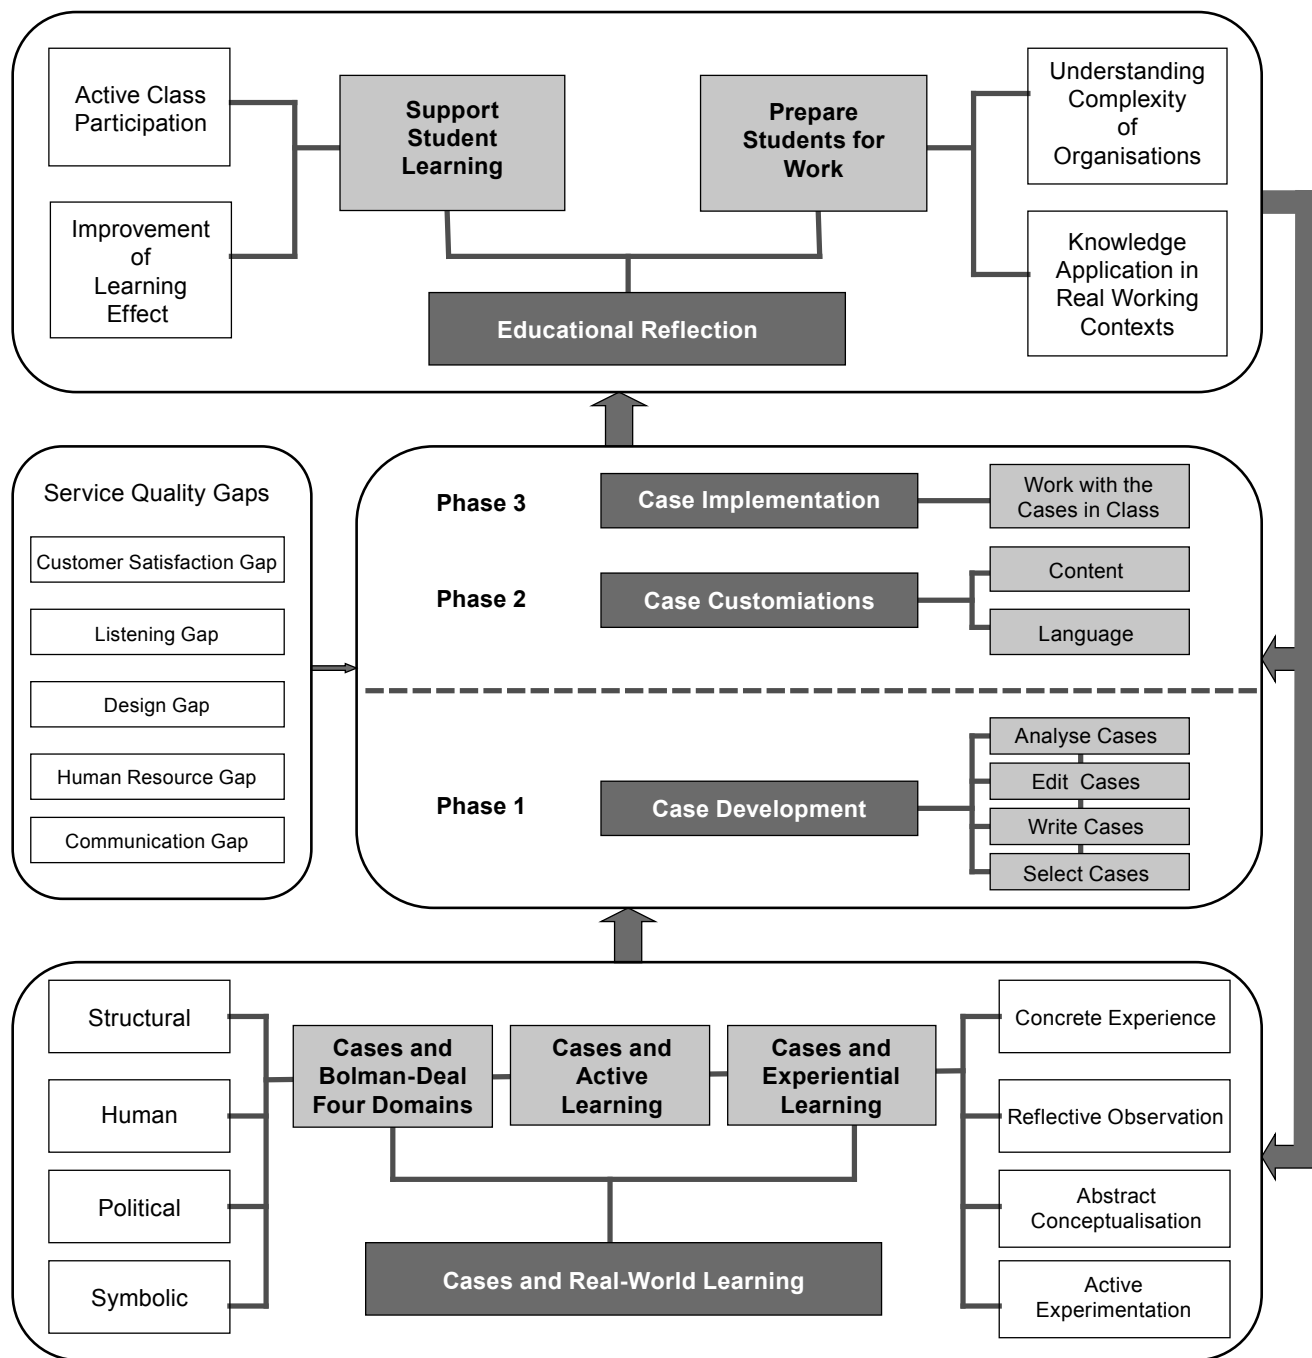 Active Class
Participation
Improvement
of
Learning
Effect
Support
Student
Learning
Prepare
Students for
Work
Understanding
Complexity
of
Organisations
Knowledge
Application in
Real Working
Contexts
Educational Reflection
Service Quality Gaps
Customer Satisfaction Gap
Listening Gap
Design Gap
Human Resource Gap
Communication Gap
Phase 3
Case Implementation
Work with the
Cases in Class
Phase 2
Case Customiations
Content
Language
Phase 1
Case Development
Analyse Cases
Edit Cases
Write Cases
Select Cases
Structural
Human
Political
Symbolic
Cases and
Bolman-Deal
Four Domains
Cases and
Active
Learning
Cases and
Experiential
Learning
Concrete Experience
Reflective Observation
Abstract
Conceptualisation
Active
Experimentation
Cases and Real-World Learning